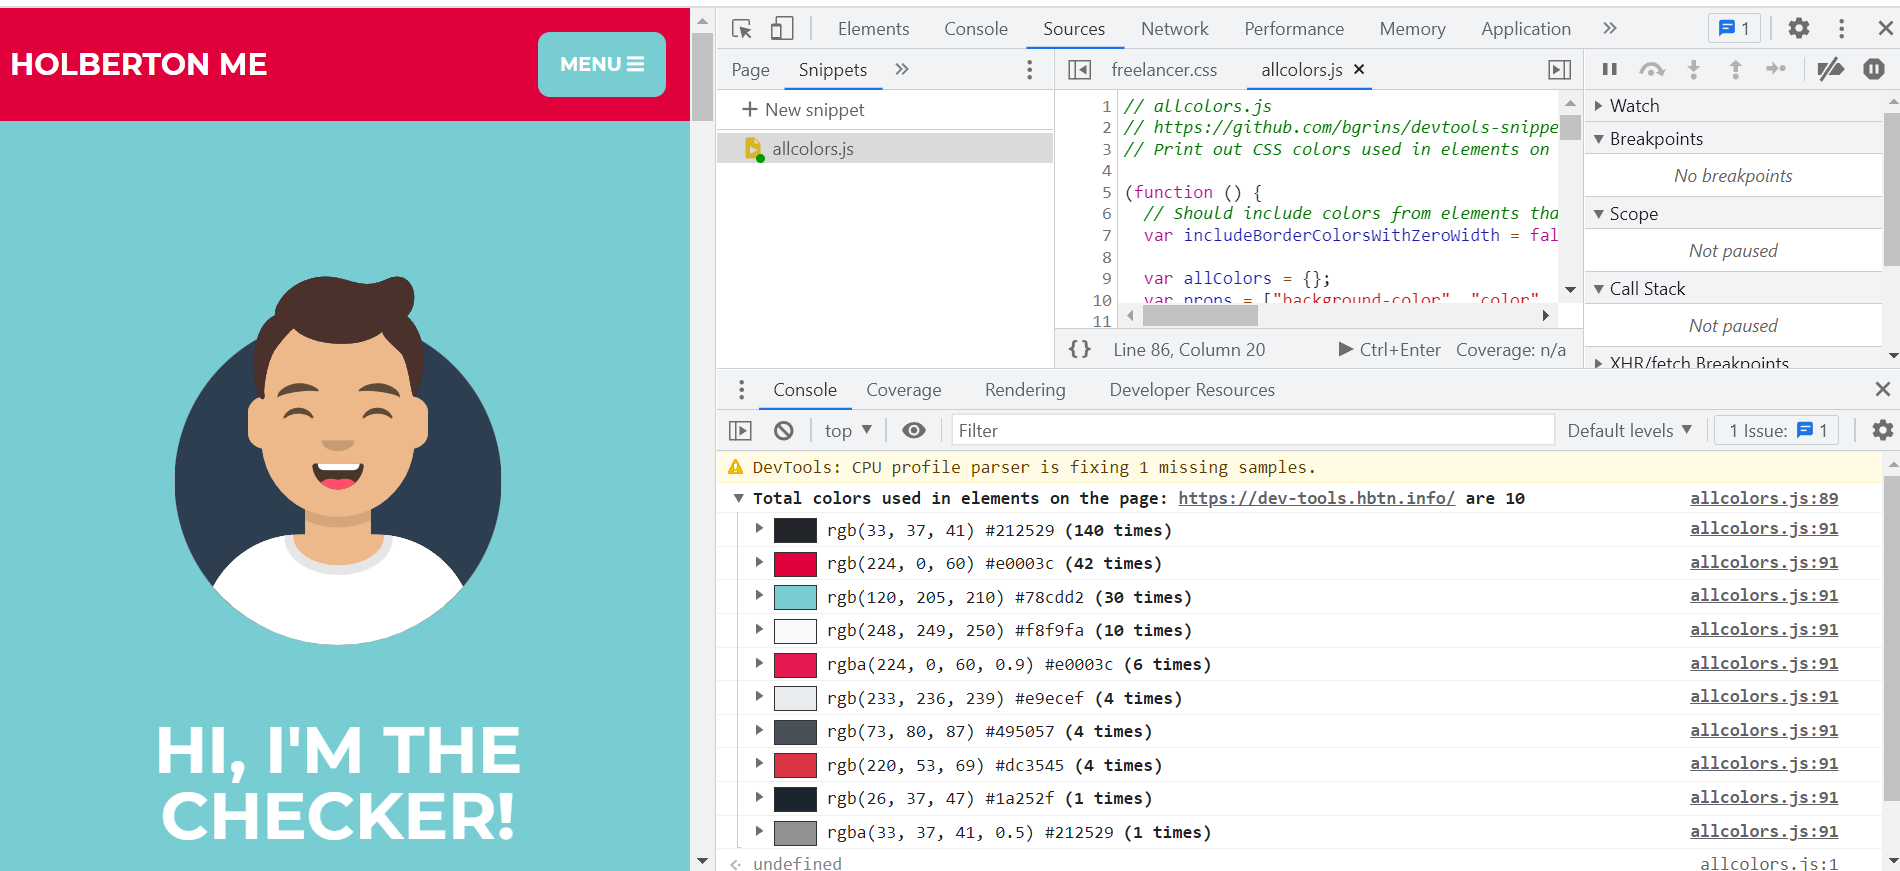 HOLBERTON ME
MENU
HI, I'M THE
CHECKER!
Elements Console Sources Network Performance Memory Application » 1
Page Snippets »
freelancer.css allcolors.js
New snippet
allcolors.js
1 // allcolors.js
2 // https://github.com/bgrins/devtools-snippe
3 // Print out CSS colors used in elements on
4
5 (function () {
6 // Should include colors from elements tha
7 var includeBorderColorsWithZeroWidth = fal
8
9 var allColors = {};
10 var props = ["background-color", "color"
11
{} Line 86, Column 20 Ctrl+Enter Coverage: n/a
Watch
Breakpoints
No breakpoints
Scope
Not paused
Call Stack
Not paused
XHR/fetch Breakpoints
Console Coverage Rendering Developer Resources
top Filter Default levels 1 Issue: 1
DevTools: CPU profile parser is fixing 1 missing samples.
Total colors used in elements on the page: https://dev-tools.hbtn.info/ are 10 allcolors.js:89
rgb(33, 37, 41) #212529 (140 times) allcolors.js:91
rgb(224, 0, 60) #e0003c (42 times) allcolors.js:91
rgb(120, 205, 210) #78cdd2 (30 times) allcolors.js:91
rgb(248, 249, 250) #f8f9fa (10 times) allcolors.js:91
rgba(224, 0, 60, 0.9) #e0003c (6 times) allcolors.js:91
rgb(233, 236, 239) #e9ecef (4 times) allcolors.js:91
rgb(73, 80, 87) #495057 (4 times) allcolors.js:91
rgb(220, 53, 69) #dc3545 (4 times) allcolors.js:91
rgb(26, 37, 47) #1a252f (1 times) allcolors.js:91
rgba(33, 37, 41, 0.5) #212529 (1 times) allcolors.js:91
undefined allcolors.js:1